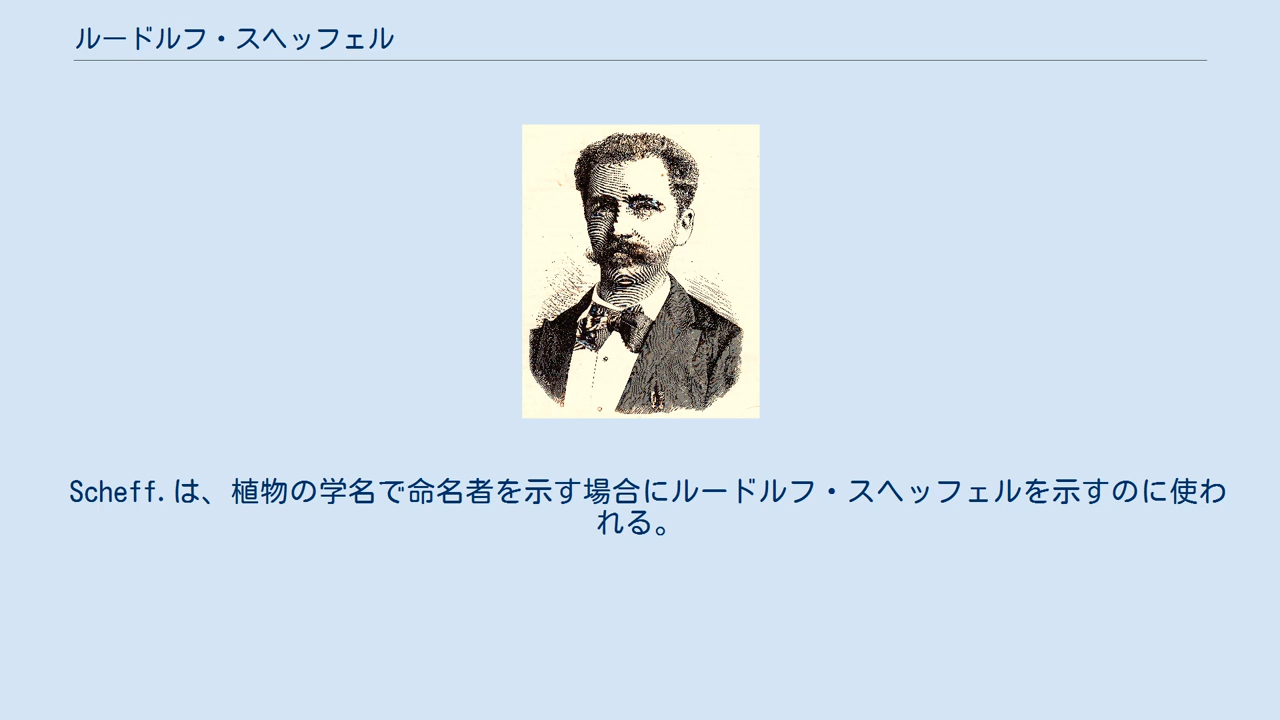 ルードルフ・スヘッフェル
Scheff.は、植物の学名で命名者を示す場合にルードルフ・スヘッフェルを示すのに使わ
れる。